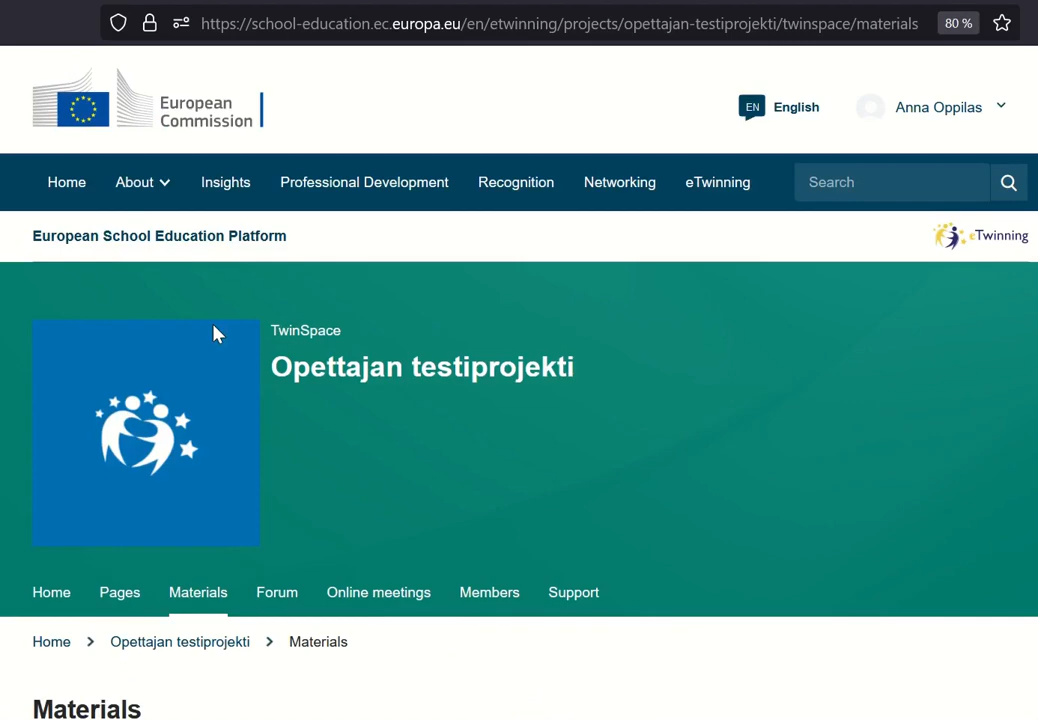 https://school-education.ec.europa.eu/en/etwinning/projects/opettajan-testiprojekti/twinspace/materials 80 %
European
Commission
EN English Anna Oppilas
Home About Insights Professional Development Recognition Networking eTwinning Search
European School Education Platform eTwinning
TwinSpace
Opettajan testiprojekti
Home Pages Materials Forum Online meetings Members Support
Home Opettajan testiprojekti Materials
Materials